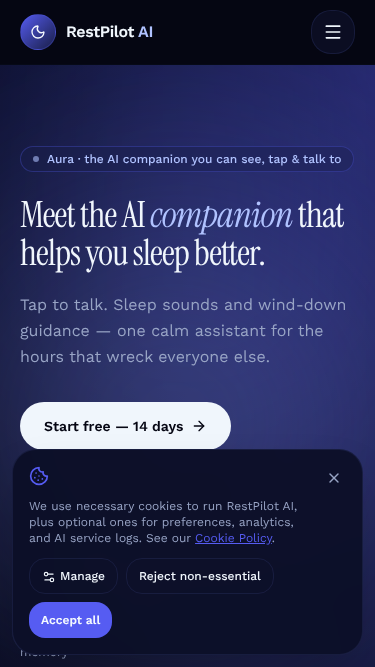 RestPilot AI
Aura · the AI companion you can see, tap & talk to
Meet the AI companion that
helps you sleep better.
Tap to talk. Sleep sounds and wind-down
guidance — one calm assistant for the
hours that wreck everyone else.
Start free — 14 days →
We use necessary cookies to run RestPilot AI,
plus optional ones for preferences, analytics,
and AI service logs. See our Cookie Policy.
Manage
Reject non-essential
Accept all
memory